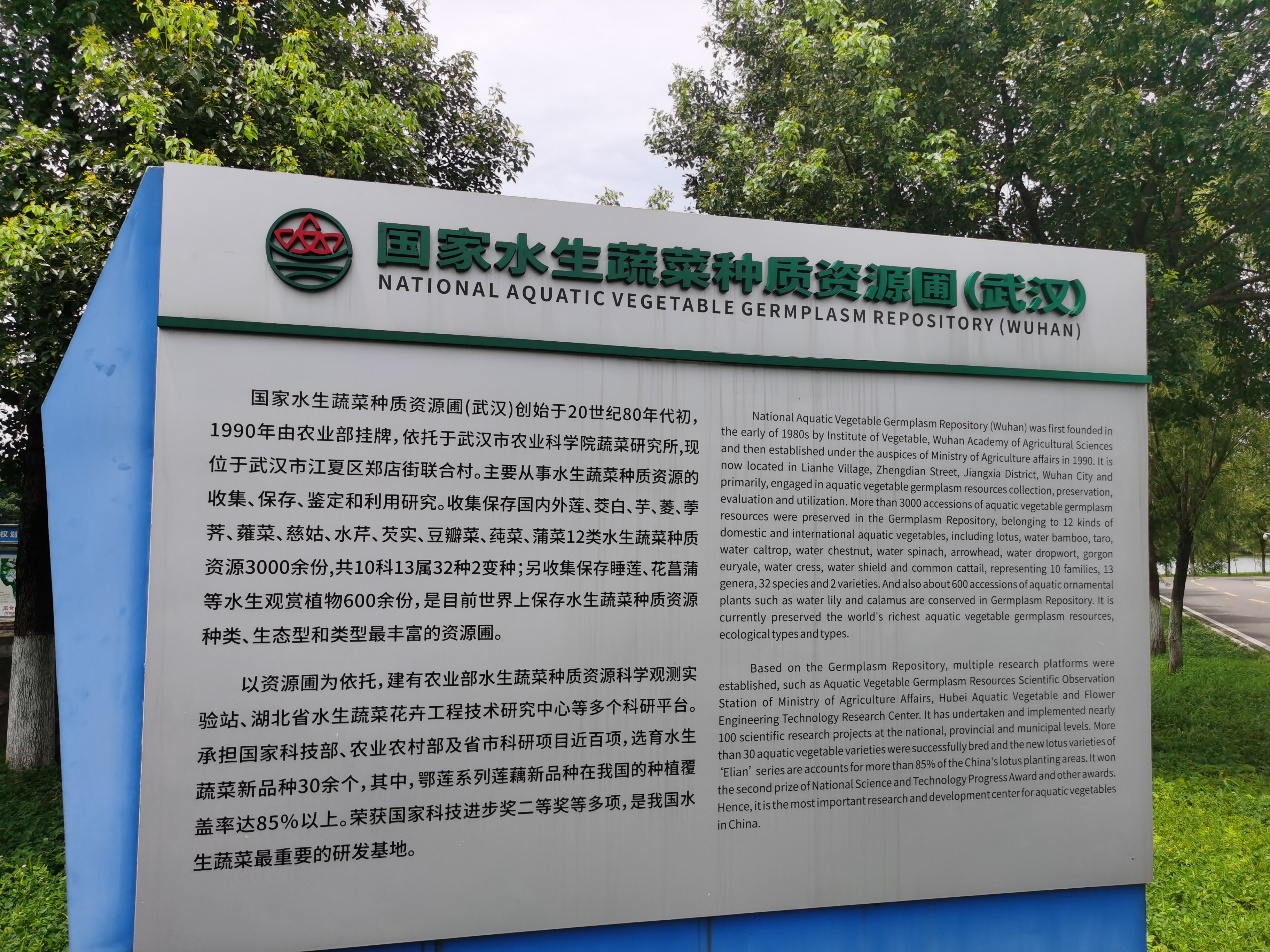 国家水生蔬菜种质资源圃(武汉)
NATIONAL AQUATIC VEGETABLE GERMPLASM REPOSITORY (WUHAN)
国家水生蔬菜种质资源圃(武汉)创始于20世纪80年代初,
1990年由农业部挂牌,依托于武汉市农业科学院蔬菜研究所,现
位于武汉市江夏区郑店街联合村。主要从事水生蔬菜种质资源的
收集、保存、鉴定和利用研究。收集保存国内外莲、茭白、芋、菱、荸
荠、蕹菜、慈姑、水芹、芡实、豆瓣菜、莼菜、蒲菜12类水生蔬菜种质
资源3000余份,共10科13属32种2变种;另收集保存睡莲、花菖蒲
等水生观赏植物600余份,是目前世界上保存水生蔬菜种质资源
种类、生态型和类型最丰富的资源圃。
以资源圃为依托,建有农业部水生蔬菜种质资源科学观测实
验站、湖北省水生蔬菜花卉工程技术研究中心等多个科研平台。
承担国家科技部、农业农村部及省市科研项目近百项,选育水生
蔬菜新品种30余个,其中,鄂莲系列莲藕新品种在我国的种植覆
盖率达85%以上。荣获国家科技进步奖二等奖等多项,是我国水
生蔬菜最重要的研发基地。
National Aquatic Vegetable Germplasm Repository (Wuhan) was first founded in
the early of 1980s by Institute of Vegetable, Wuhan Academy of Agricultural Sciences
and then established under the auspices of Ministry of Agriculture affairs in 1990. It is
now located in Lianhe Village, Zhengdian Street, Jiangxia District, Wuhan City and
primarily, engaged in aquatic vegetable germplasm resources collection, preservation,
evaluation and utilization. More than 3000 accessions of aquatic vegetable germplasm
resources were preserved in the Germplasm Repository, belonging to 12 kinds of
domestic and international aquatic vegetables, including lotus, water bamboo, taro,
water caltrop, water chestnut, water spinach, arrowhead, water dropwort, gorgon
euryale, water cress, water shield and common cattail, representing 10 families, 13
genera, 32 species and 2 varieties. And also about 600 accessions of aquatic ornamental
plants such as water lily and calamus are conserved in Germplasm Repository. It is
currently preserved the world's richest aquatic vegetable germplasm resources,
ecological types and types.
Based on the Germplasm Repository, multiple research platforms were
established, such as Aquatic Vegetable Germplasm Resources Scientific Observation
Station of Ministry of Agriculture Affairs, Hubei Aquatic Vegetable and Flower
Engineering Technology Research Center. It has undertaken and implemented nearly
100 scientific research projects at the national, provincial and municipal levels. More
than 30 aquatic vegetable varieties were successfully bred and the new lotus varieties of
'Elian' series are accounts for more than 85% of the China's lotus planting areas. It won
the second prize of National Science and Technology Progress Award and other awards.
Hence, it is the most important research and development center for aquatic vegetables
in China.